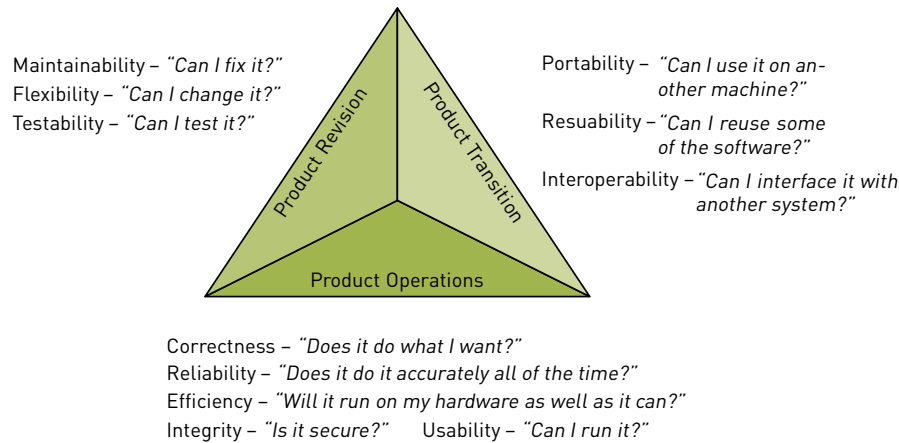 Maintainability – “Can I fix it?”
Flexibility – “Can I change it?”
Testability – “Can I test it?”
Product Revision
Product Transition
Portability – “Can I use it on an-
other machine?”
Resuability – “Can I reuse some
of the software?”
Interoperability – “Can I interface it with
another system?”
Product Operations
Correctness – “Does it do what I want?”
Reliability – “Does it do it accurately all of the time?”
Efficiency – “Will it run on my hardware as well as it can?”
Integrity – “Is it secure?” Usability – “Can I run it?”